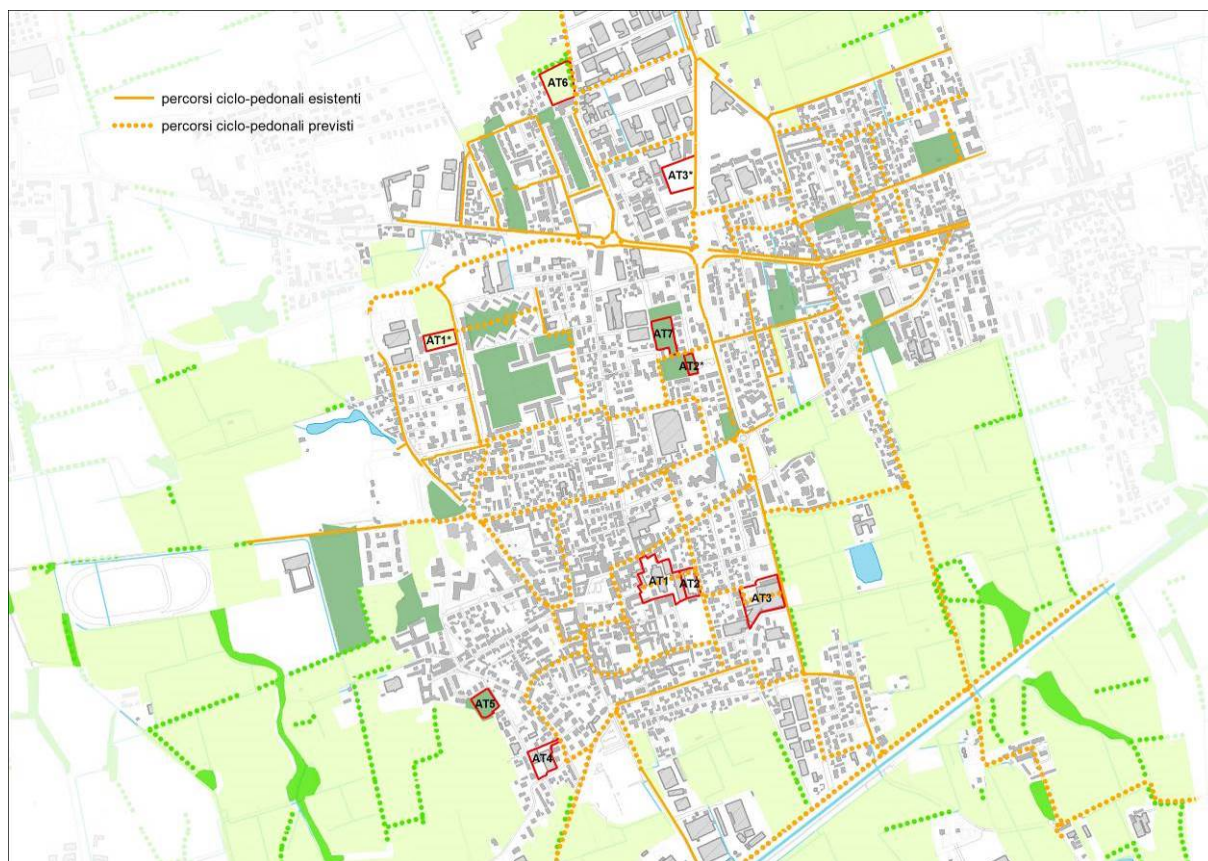 AT6
percorsi ciclo-pedonali esistenti
percorsi ciclo-pedonali previsti
AT3*
AT7
AT1*
AT2*
AT1
AT2
AT3
AT5
AT4